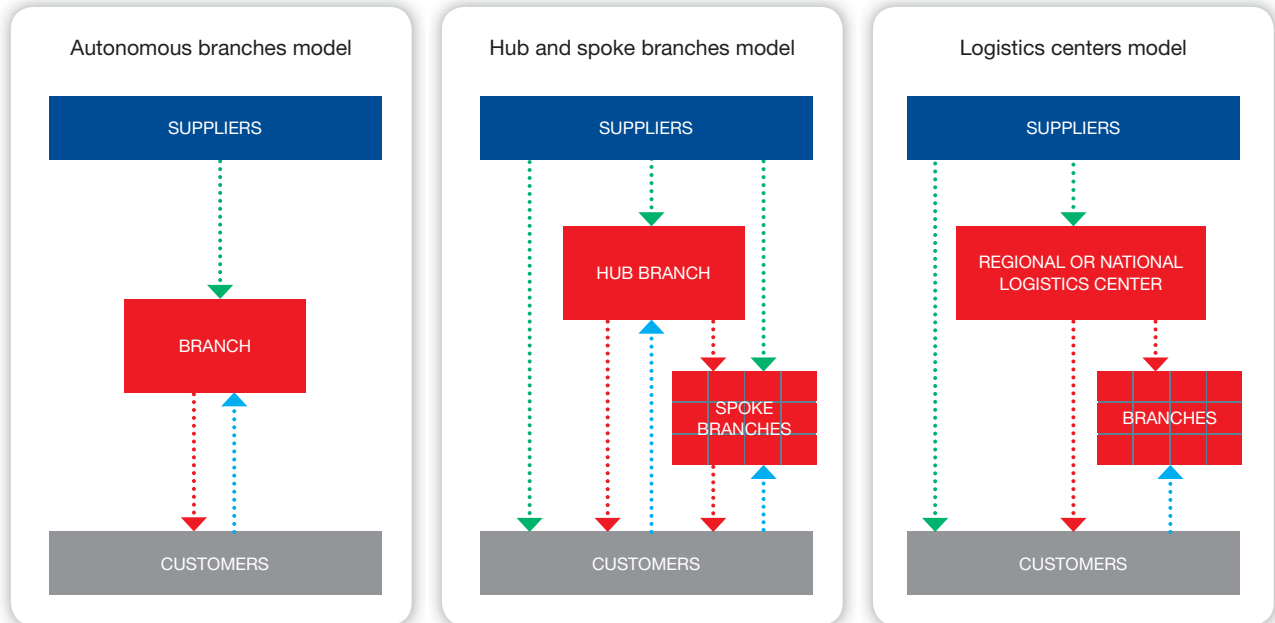 Autonomous branches model
SUPPLIERS
BRANCH
CUSTOMERS
Hub and spoke branches model
SUPPLIERS
HUB BRANCH
SPOKE
BRANCHES
CUSTOMERS
Logistics centers model
SUPPLIERS
REGIONAL OR NATIONAL
LOGISTICS CENTER
BRANCHES
CUSTOMERS